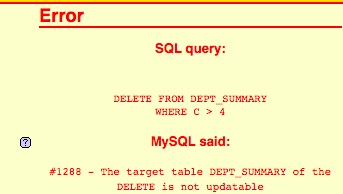 Error
SQL query:
DELETE FROM DEPT_SUMMARY
WHERE C > 4
MySQL said:
#1288 - The target table DEPT_SUMMARY of the
DELETE is not updatable